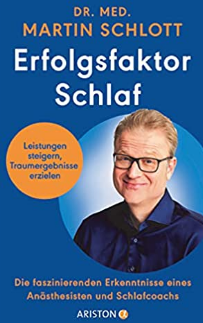 DR. MED.
MARTIN SCHLOTT
Erfolgsfaktor
Schlaf
Leistungen
steigern,
Traumergebnisse
erzielen
Die faszinierenden Erkenntnisse eines
Anästhesisten und Schlafcoachs
ARISTON